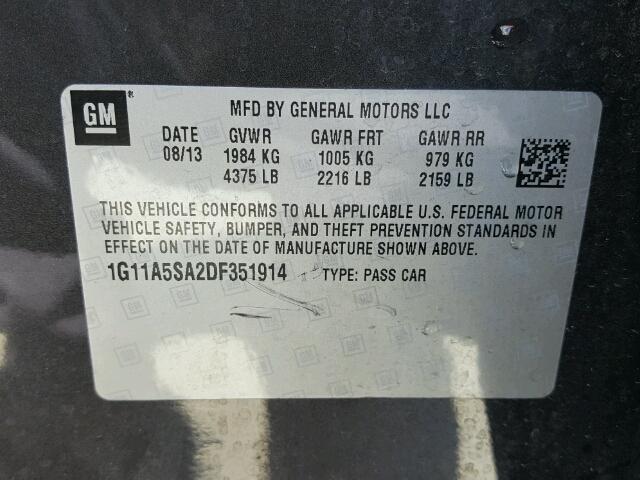 GM
MFD BY GENERAL MOTORS LLC
DATE GVWR GAWR FRT GAWR RR
08/13 1984 KG 1005 KG 979 KG
4375 LB 2216 LB 2159 LB
THIS VEHICLE CONFORMS TO ALL APPLICABLE U.S. FEDERAL MOTOR
VEHICLE SAFETY, BUMPER, AND THEFT PREVENTION STANDARDS IN
EFFECT ON THE DATE OF MANUFACTURE SHOWN ABOVE.
1G11A5SA2DF351914 TYPE: PASS CAR